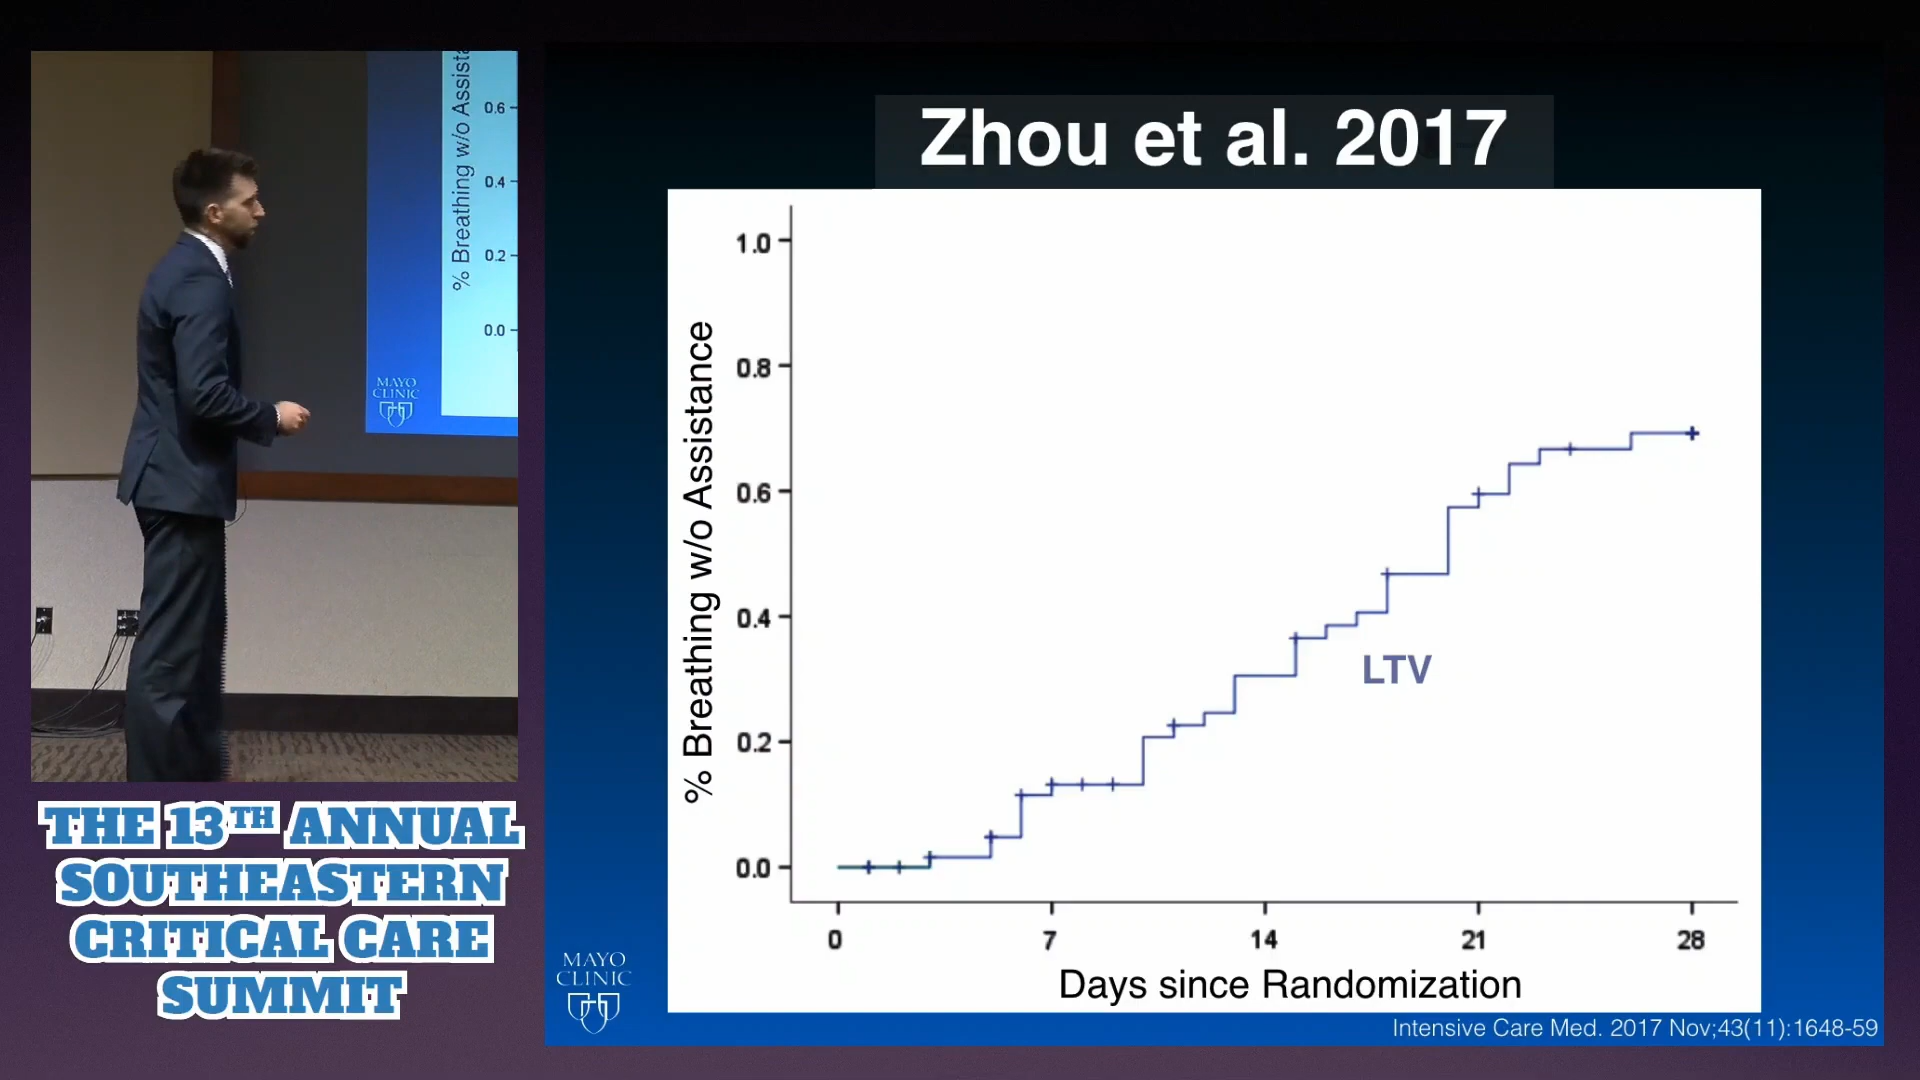 % Breathing w/o Assist
0.6
0.4
0.2
0.0
MAYO
CLINIC
THE 13TH ANNUAL
SOUTHEASTERN
CRITICAL CARE
SUMMIT
Zhou et al. 2017
% Breathing w/o Assistance
1.0
0.8
0.6
0.4
0.2
0.0
LTV
0 7 14 21 28
Days since Randomization
MAYO
CLINIC
Intensive Care Med. 2017 Nov;43(11):1648-59